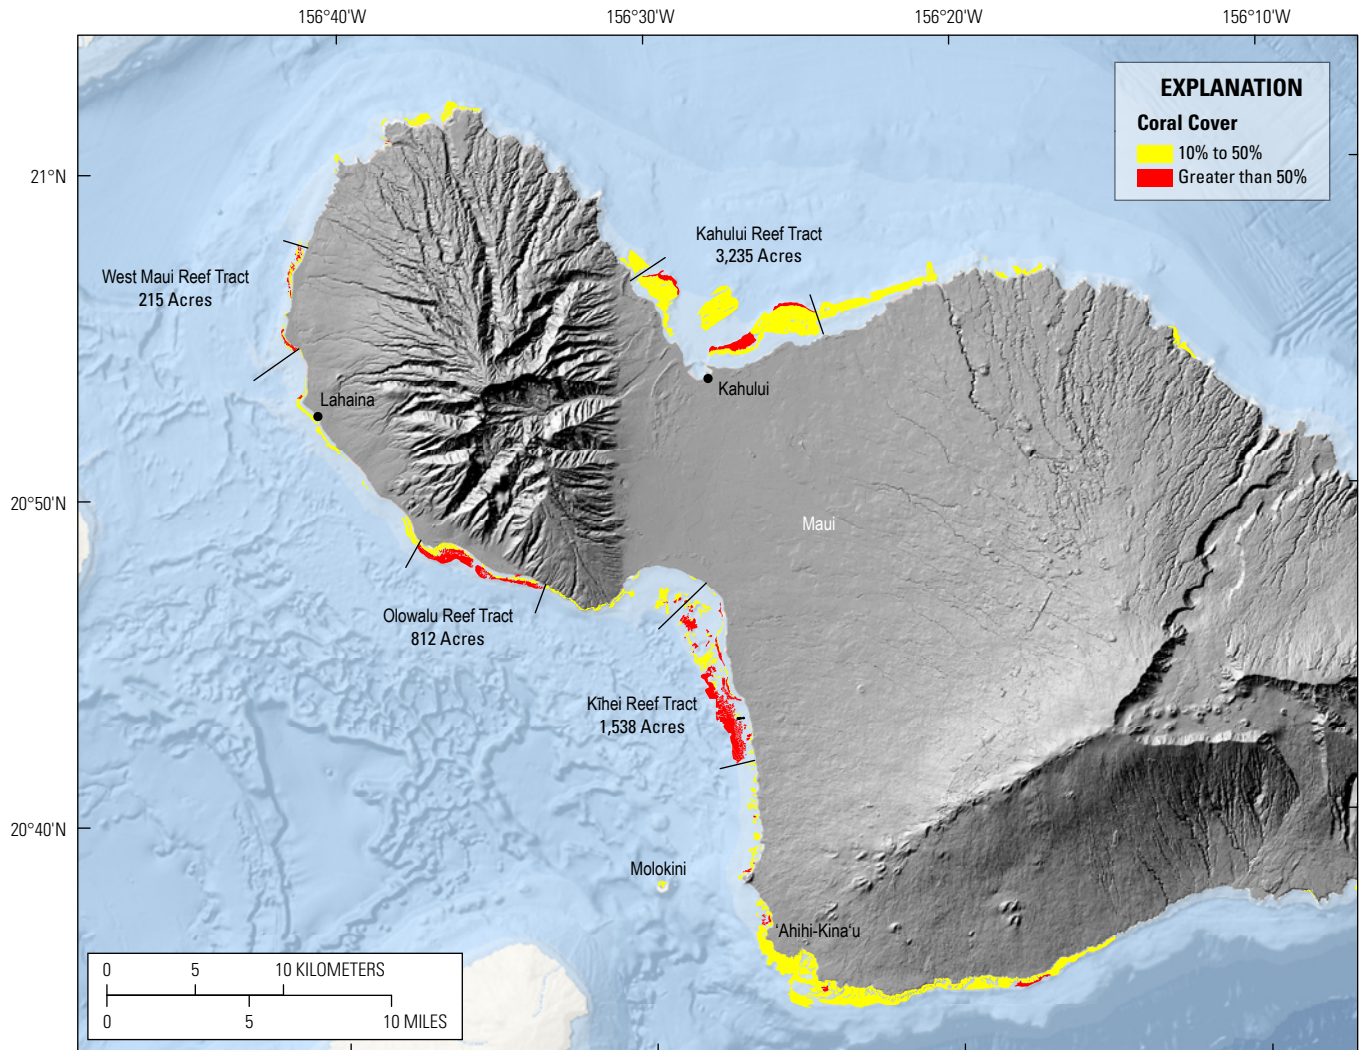 156°40'W
156°30'W
156°20'W
156°10'W
EXPLANATION
Coral Cover
10% to 50%
Greater than 50%
21°N
Kahului Reef Tract
3,235 Acres
West Maui Reef Tract
215 Acres
Kahului
Lahaina
20°50'N
Maui
Olowalu Reef Tract
812 Acres
Kīhei Reef Tract
1,538 Acres
20°40'N
Molokini
ʻAhihi-Kinaʻu
0 5 10 KILOMETERS
0 5 10 MILES